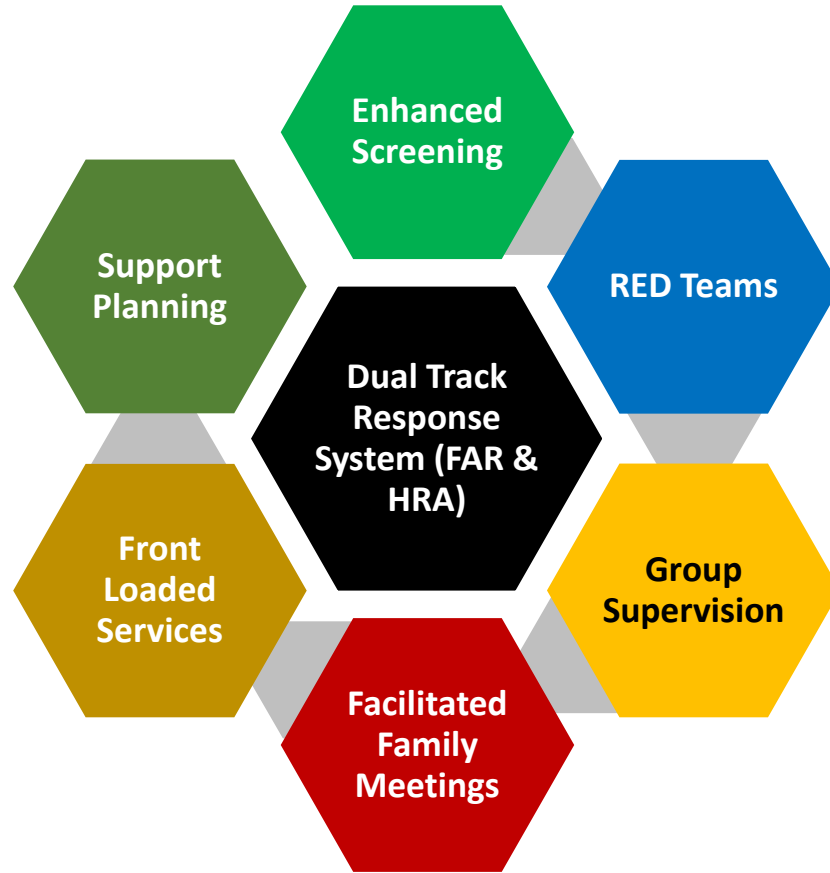 Enhanced
Screening
RED Teams
Group
Supervision
Facilitated
Family
Meetings
Front
Loaded
Services
Support
Planning
Dual Track
Response
System (FAR &
HRA)